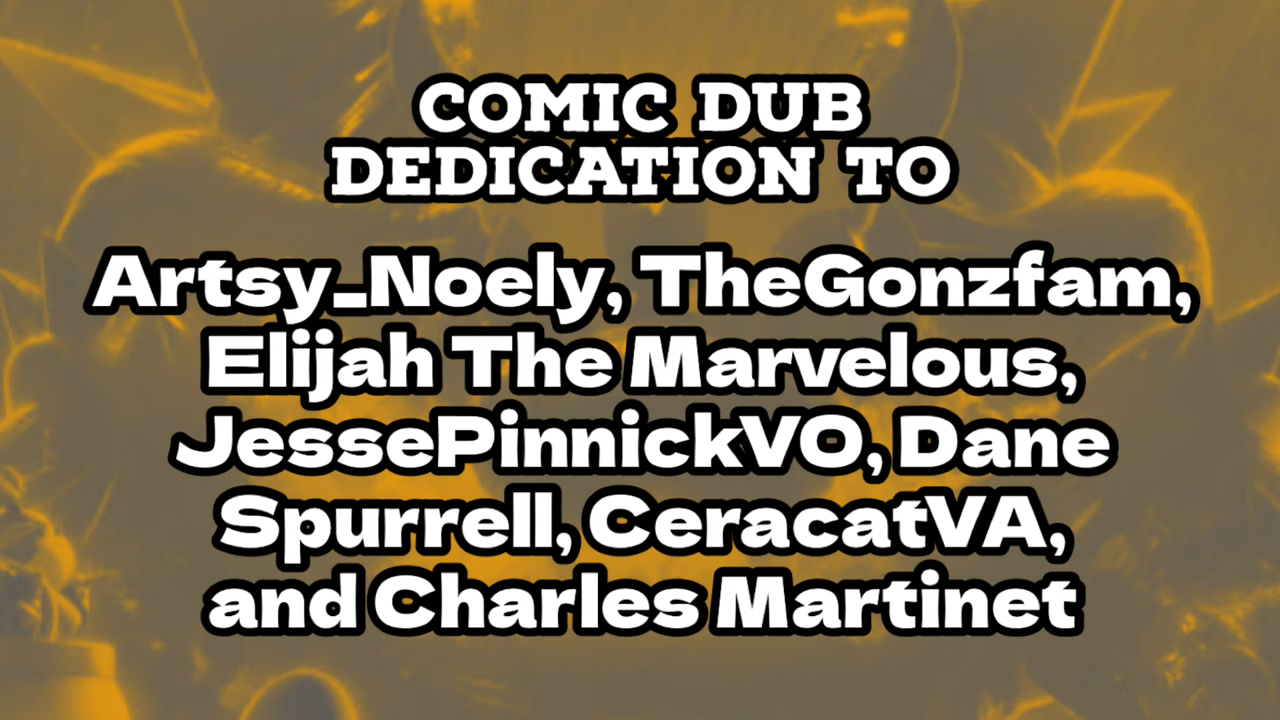 COMIC DUB
DEDICATION TO
Artsy_Noely, TheGonzfam,
Elijah The Marvelous,
JessePinnickVO, Dane
Spurrell, CeracatVA,
and Charles Martinet